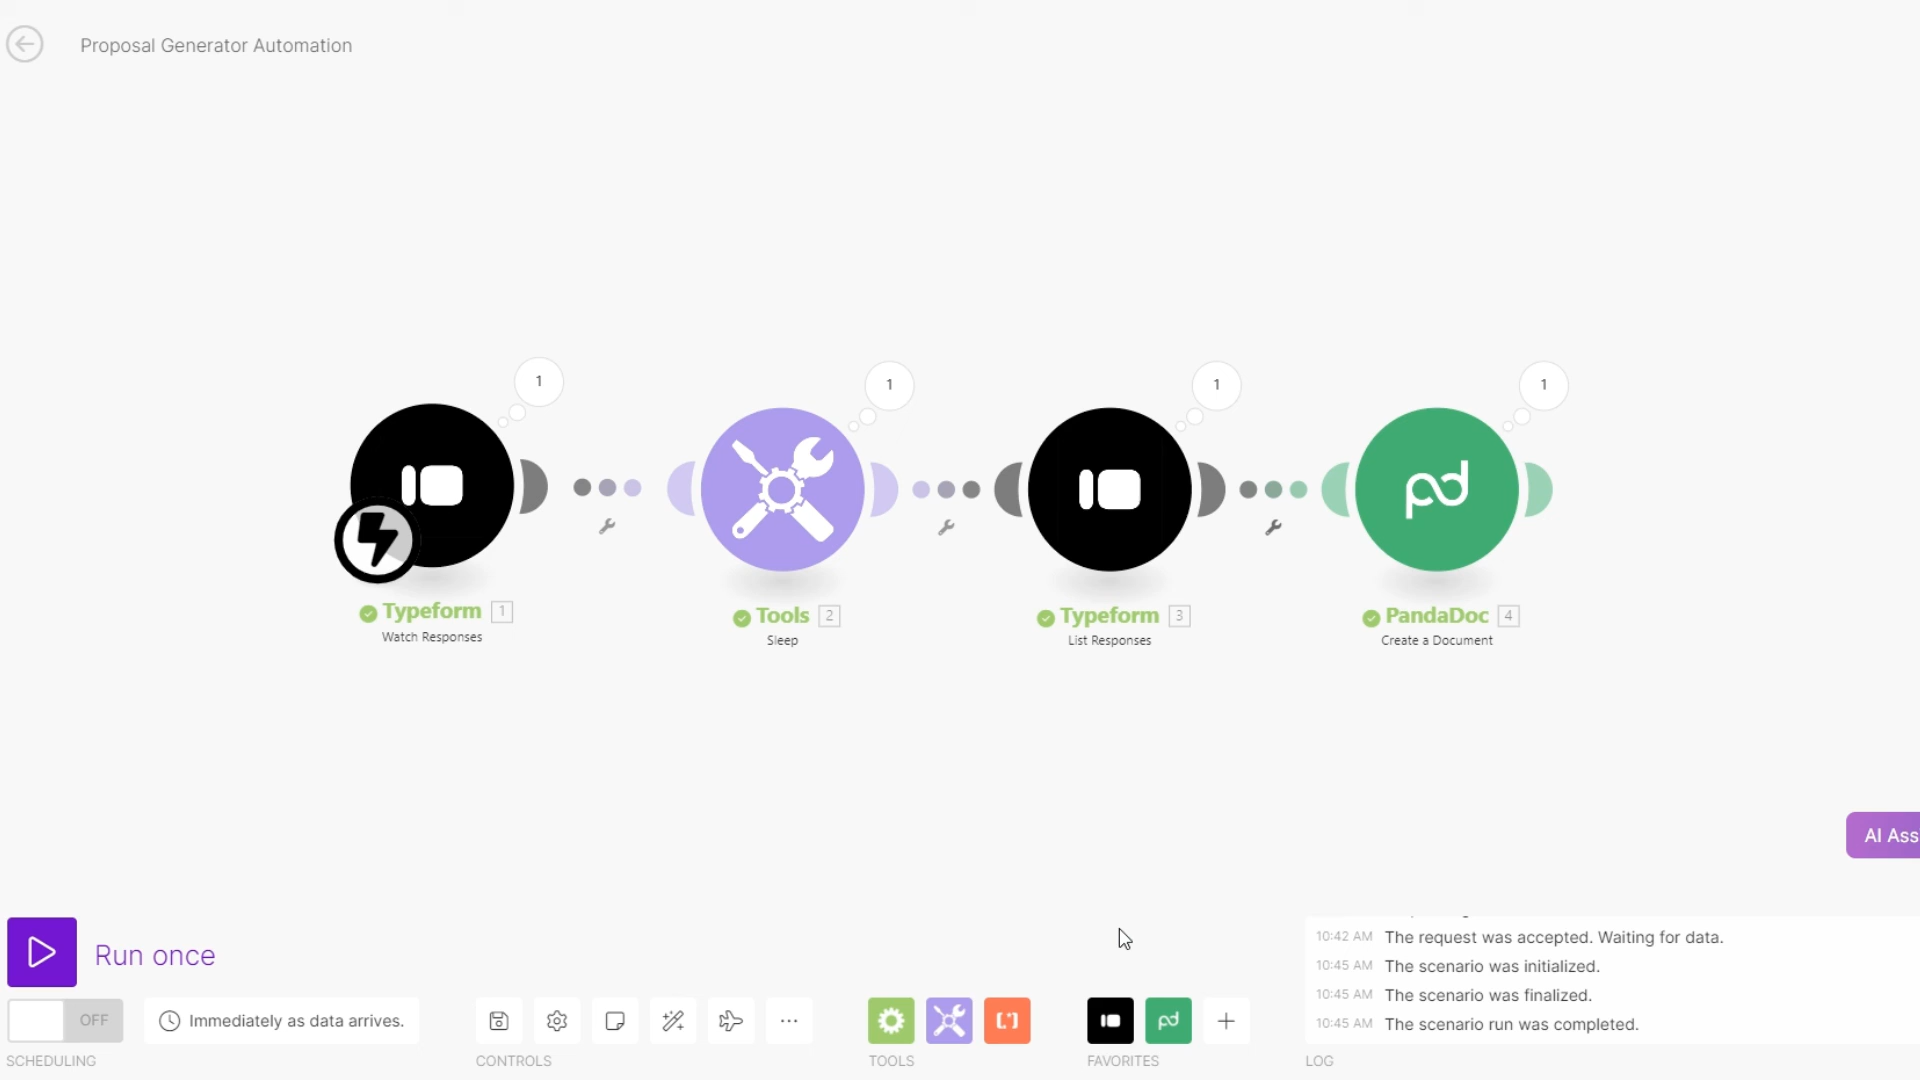 Proposal Generator Automation
1
1
1
1
Typeform 1
Watch Responses
Tools 2
Sleep
Typeform 3
List Responses
pd
PandaDoc 4
Create a Document
AI Ass
Run once
OFF
Immediately as data arrives.
SCHEDULING
CONTROLS
TOOLS
FAVORITES
pd
10:42 AM The request was accepted. Waiting for data.
10:45 AM The scenario was initialized.
10:45 AM The scenario was finalized.
10:45 AM The scenario run was completed.
LOG